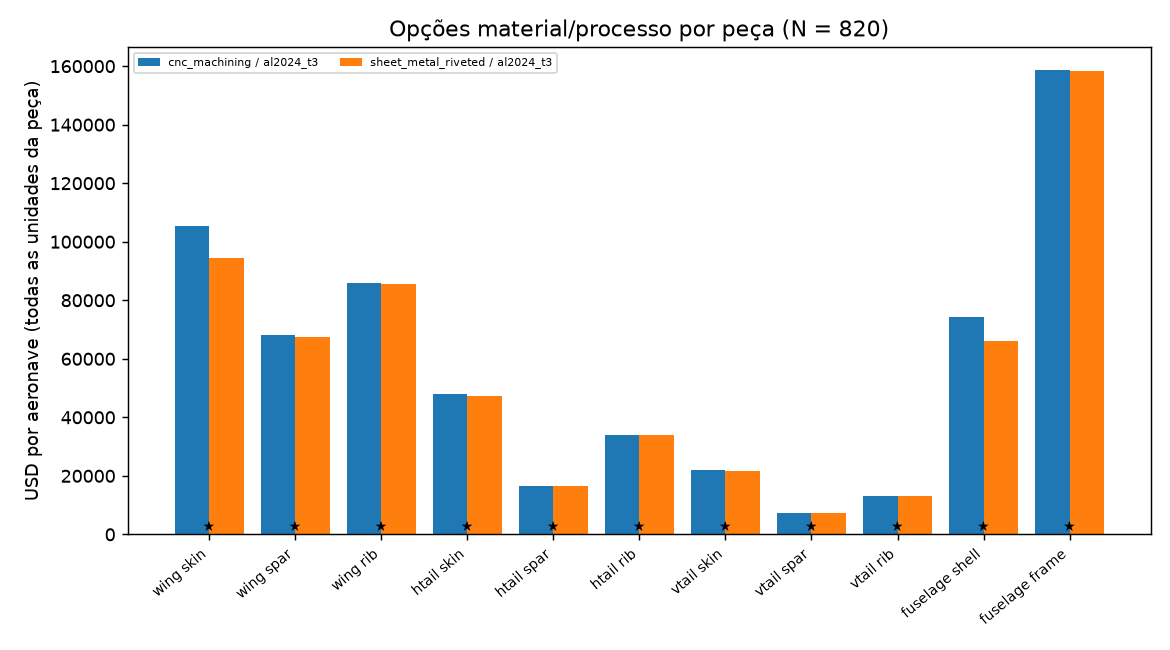 Opções material/processo por peça (N = 820)
cnc_machining / al2024_t3
sheet_metal_riveted / al2024_t3
USD por aeronave (todas as unidades da peça)
160000
140000
120000
100000
80000
60000
40000
20000
0
wing skin
wing spar
wing rib
htail skin
htail spar
htail rib
vtail skin
vtail spar
vtail rib
fuselage shell
fuselage frame